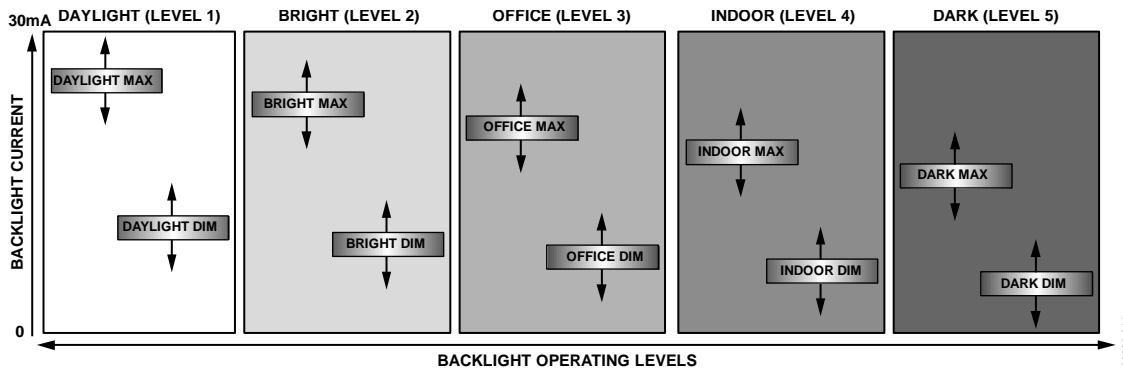 30mA
DAYLIGHT (LEVEL 1)
BRIGHT (LEVEL 2)
OFFICE (LEVEL 3)
INDOOR (LEVEL 4)
DARK (LEVEL 5)
DAYLIGHT MAX
BRIGHT MAX
OFFICE MAX
INDOOR MAX
DARK MAX
DAYLIGHT DIM
BRIGHT DIM
OFFICE DIM
INDOOR DIM
DARK DIM
BACKLIGHT CURRENT
0
BACKLIGHT OPERATING LEVELS